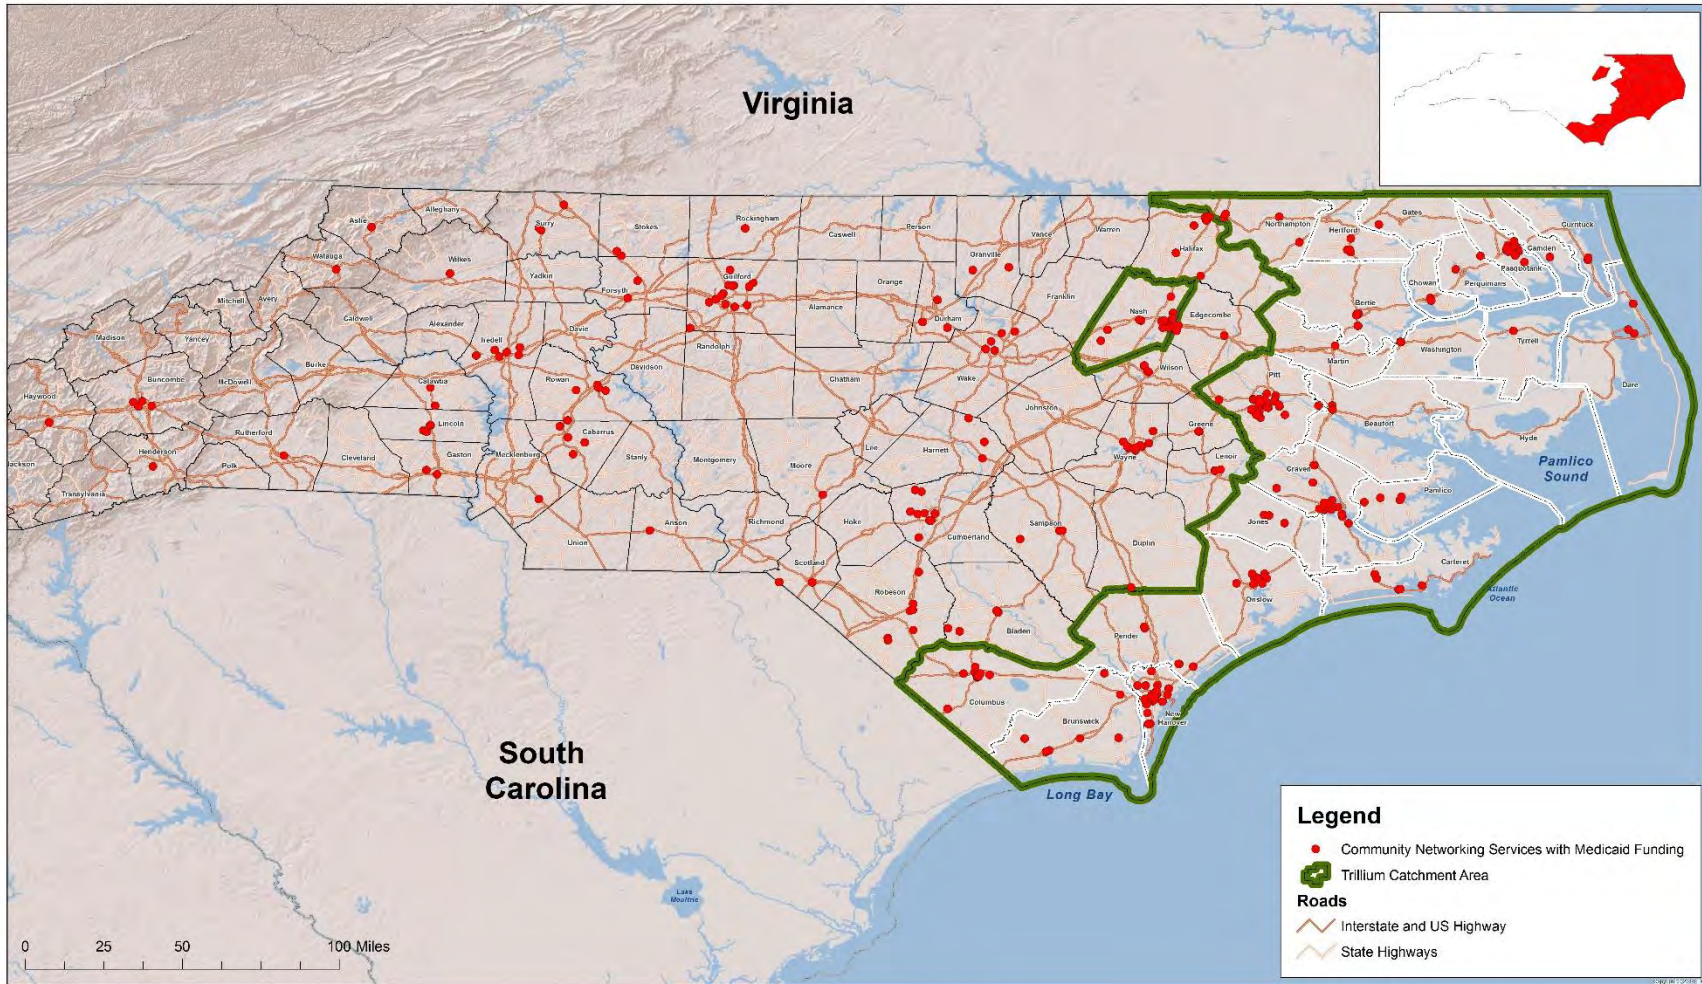 Virginia
Ashe
Alleghany
Surry
Stokes
Rockingham
Caswell
Person
Vance
Warren
Northampton
Gates
Currituck
Halifax
Hertford
Camden
Pasquotank
Perquimans
Chowan
Bertie
Watauga
Wilkes
Yadkin
Forsyth
Guilford
Alamance
Orange
Durham
Granville
Franklin
Nash
Edgecombe
Martin
Washington
Tyrrell
Dare
Mitchell
Avery
Caldwell
Alexander
Iredell
Davie
Davidson
Randolph
Chatham
Wake
Wilson
Pitt
Beaufort
Hyde
Madison
Yancey
Buncombe
McDowell
Burke
Catawba
Rowan
Johnston
Greene
Haywood
Rutherford
Lincoln
Cabarrus
Lee
Harnett
Wayne
Lenoir
Craven
Pamlico
Pamlico
Sound
Jackson
Henderson
Transylvania
Polk
Cleveland
Gaston
Mecklenburg
Stanly
Montgomery
Moore
Jones
Union
Anson
Richmond
Hoke
Cumberland
Sampson
Duplin
Onslow
Carteret
Atlantic
Ocean
Scotland
Robeson
Bladen
Pender
Columbus
Brunswick
New
Hanover
South
Carolina
Long Bay
Lake
Moultrie
0 25 50 100 Miles
Legend
Community Networking Services with Medicaid Funding
Trillium Catchment Area
Roads
Interstate and US Highway
State Highways